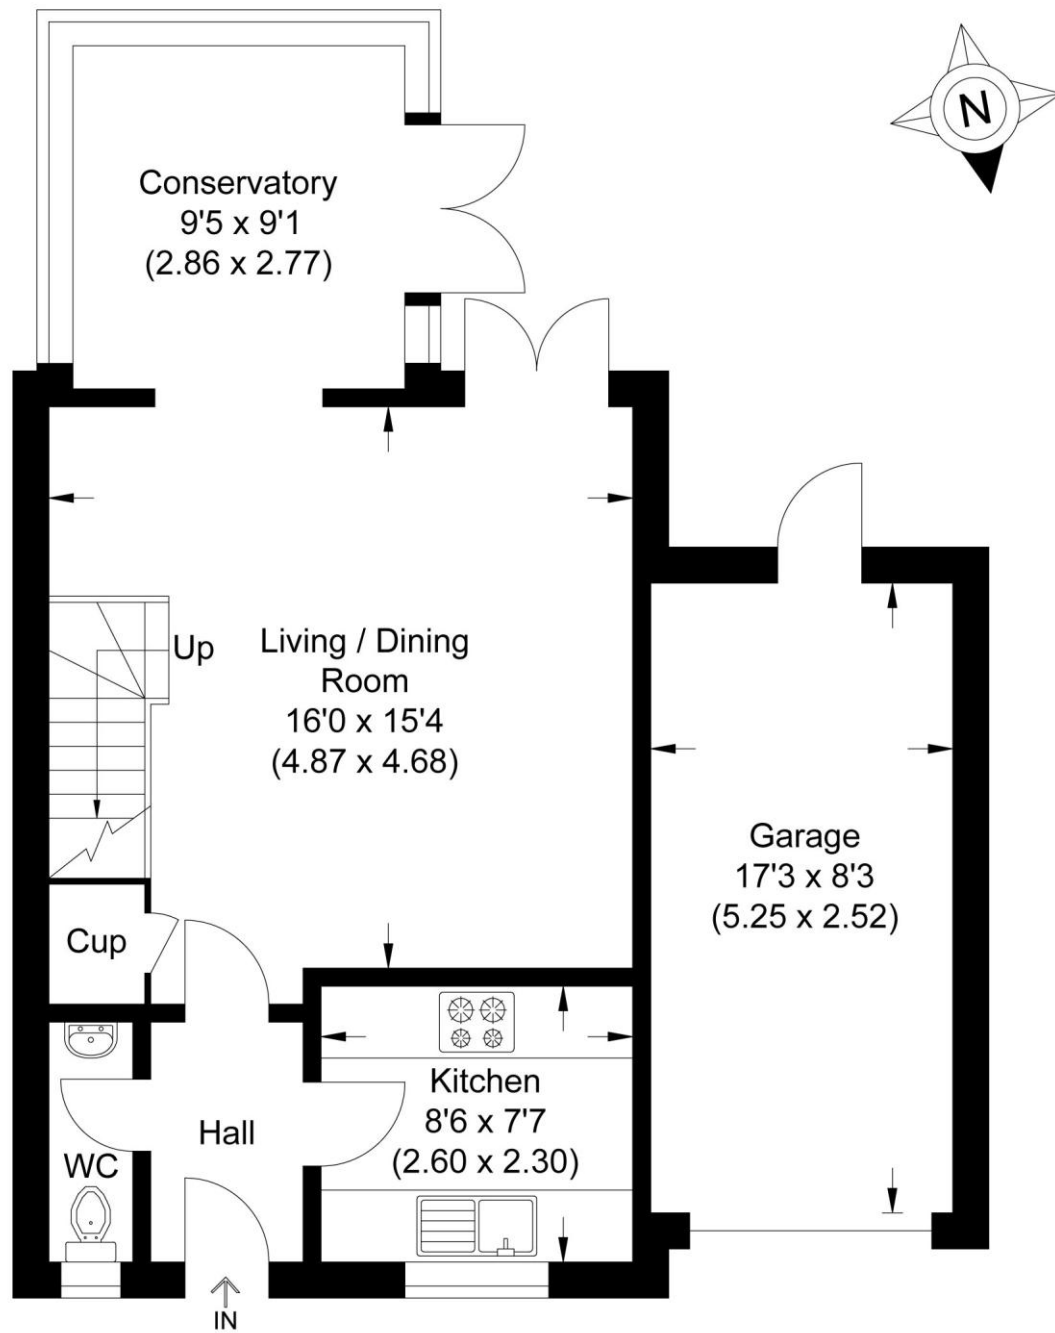 N
Conservatory
9'5 x 9'1
(2.86 x 2.77)
Up
Living / Dining
Room
16'0 x 15'4
(4.87 x 4.68)
Garage
17'3 x 8'3
(5.25 x 2.52)
Cup
Kitchen
8'6 x 7'7
(2.60 x 2.30)
Hall
WC
IN